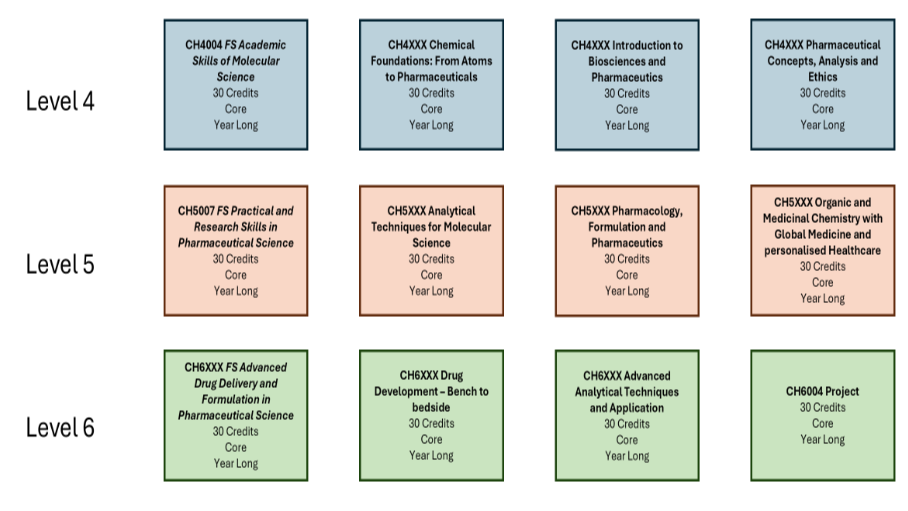 Level 4
CH4004 FS Academic
Skills of Molecular
Science
30 Credits
Core
Year Long
CH4XXX Chemical
Foundations: From Atoms
to Pharmaceuticals
30 Credits
Core
Year Long
CH4XXX Introduction to
Biosciences and
Pharmaceutics
30 Credits
Core
Year Long
CH4XXX Pharmaceutical
Concepts, Analysis and
Ethics
30 Credits
Core
Year Long
Level 5
CH5007 FS Practical and
Research Skills in
Pharmaceutical Science
30 Credits
Core
Year Long
CH5XXX Analytical
Techniques for Molecular
Science
30 Credits
Core
Year Long
CH5XXX Pharmacology,
Formulation and
Pharmaceutics
30 Credits
Core
Year Long
CH5XXX Organic and
Medicinal Chemistry with
Global Medicine and
personalised Healthcare
30 Credits
Core
Year Long
Level 6
CH6XXX FS Advanced
Drug Delivery and
Formulation in
Pharmaceutical Science
30 Credits
Core
Year Long
CH6XXX Drug
Development – Bench to
bedside
30 Credits
Core
Year Long
CH6XXX Advanced
Analytical Techniques
and Application
30 Credits
Core
Year Long
CH6004 Project
30 Credits
Core
Year Long